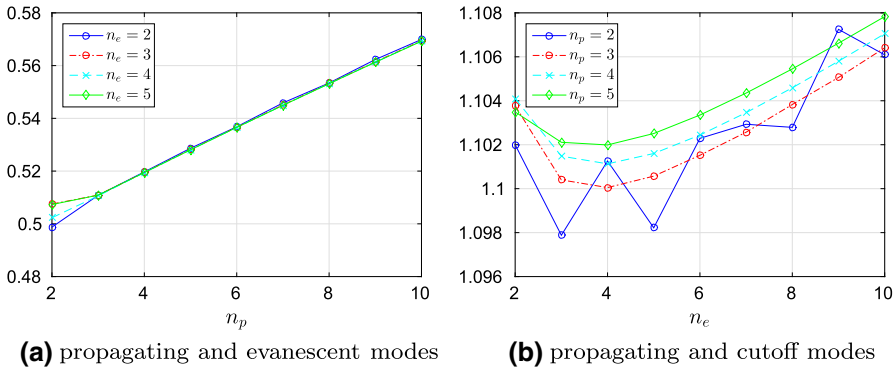 0.58
0.56
0.54
0.52
0.5
0.48
n_e = 2
n_e = 3
n_e = 4
n_e = 5
2 4 6 8 10
n_p
(a) propagating and evanescent modes
1.108
1.106
1.104
1.102
1.1
1.098
1.096
n_p = 2
n_p = 3
n_p = 4
n_p = 5
2 4 6 8 10
n_e
(b) propagating and cutoff modes